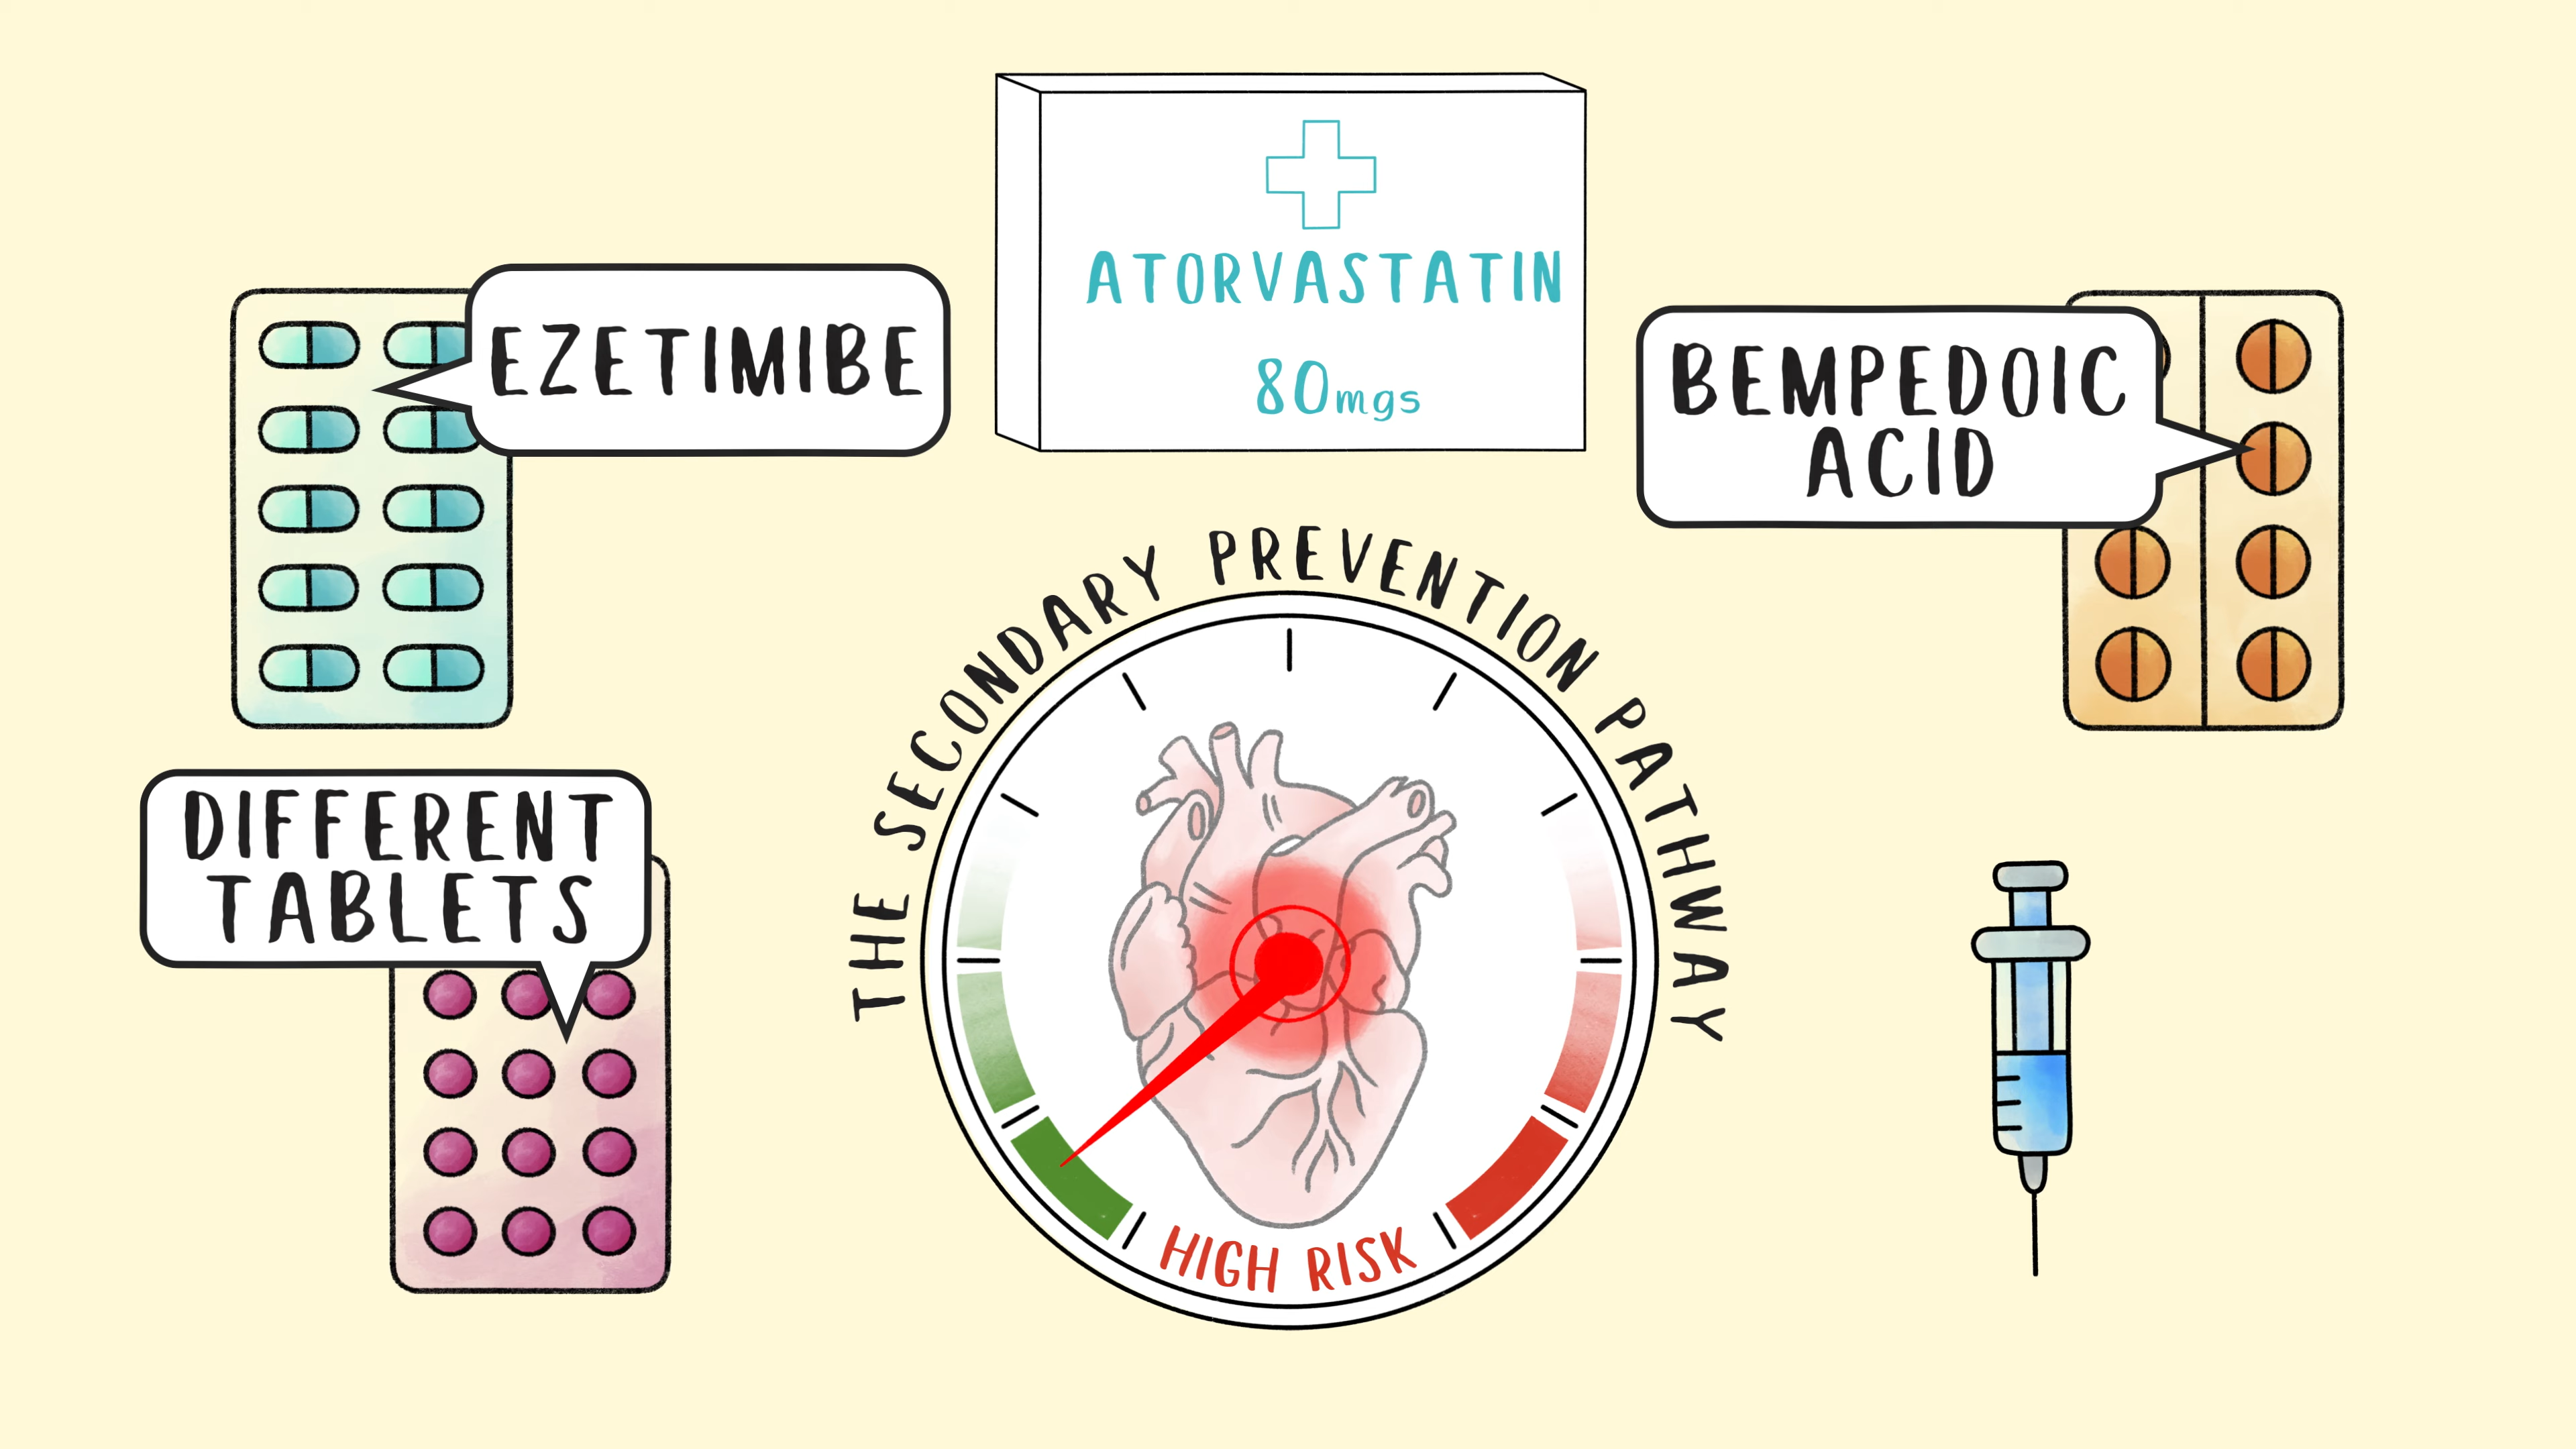 ATORVASTATIN
80mgs
EZETIMIBE
BEMPEDOIC
ACID
THE SECONDARY PREVENTION PATHWAY
DIFFERENT
TABLETS
HIGH RISK